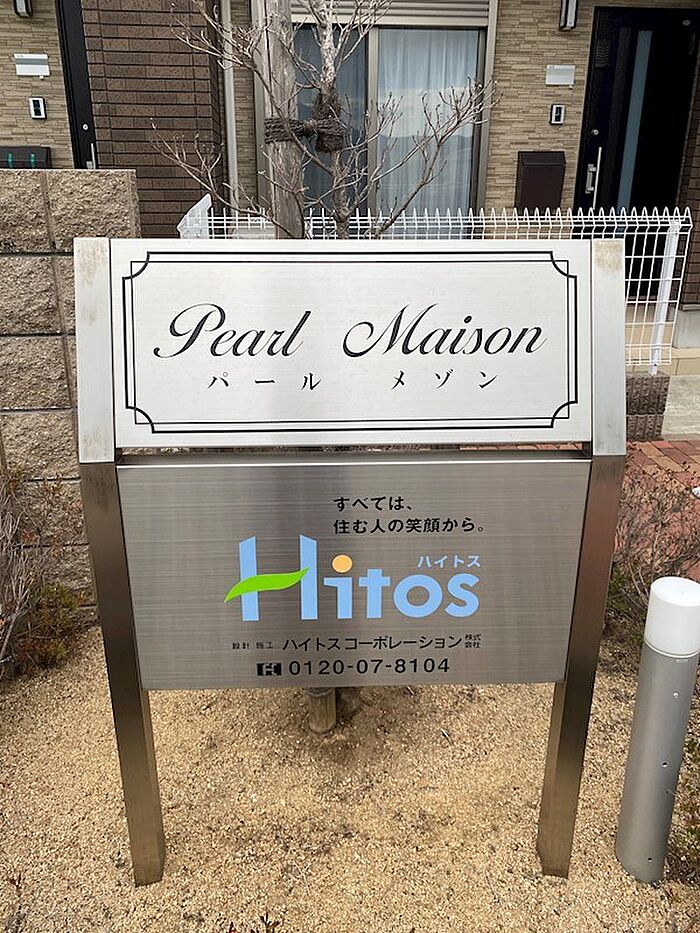 Pearl Maison
パール メゾン
すべては、
住む人の笑顔から。
ハイトス
Hitos
設計 施工 ハイトスコーポレーション 株式会社
0120-07-8104